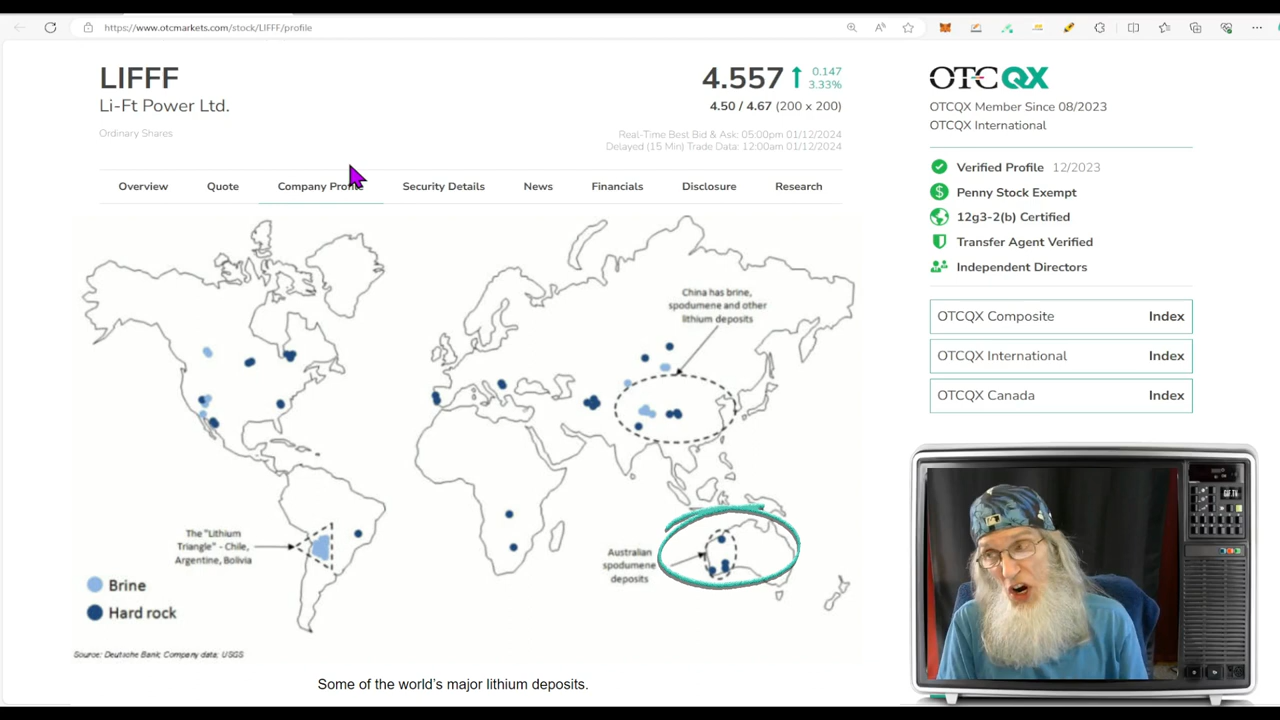 https://www.otcmarkets.com/stock/LIFFF/profile
LIFFF
Li-Ft Power Ltd.
Ordinary Shares
4.557 0.147
3.33%
4.50 / 4.67 (200 x 200)
Real-Time Best Bid & Ask: 05:00pm 01/12/2024
Delayed (15 Min) Trade Data: 12:00am 01/12/2024
Overview Quote Company Profile Security Details News Financials Disclosure Research
China has brine,
spodumene and other
lithium deposits
The "Lithium
Triangle" - Chile,
Argentine, Bolivia
Australian
spodumene
deposits
Brine
Hard rock
Source: Deutsche Bank; Company data; USGS
Some of the world's major lithium deposits.
OTCQX
OTCQX Member Since 08/2023
OTCQX International
Verified Profile 12/2023
Penny Stock Exempt
12g3-2(b) Certified
Transfer Agent Verified
Independent Directors
OTCQX Composite Index
OTCQX International Index
OTCQX Canada Index
GIF.TV